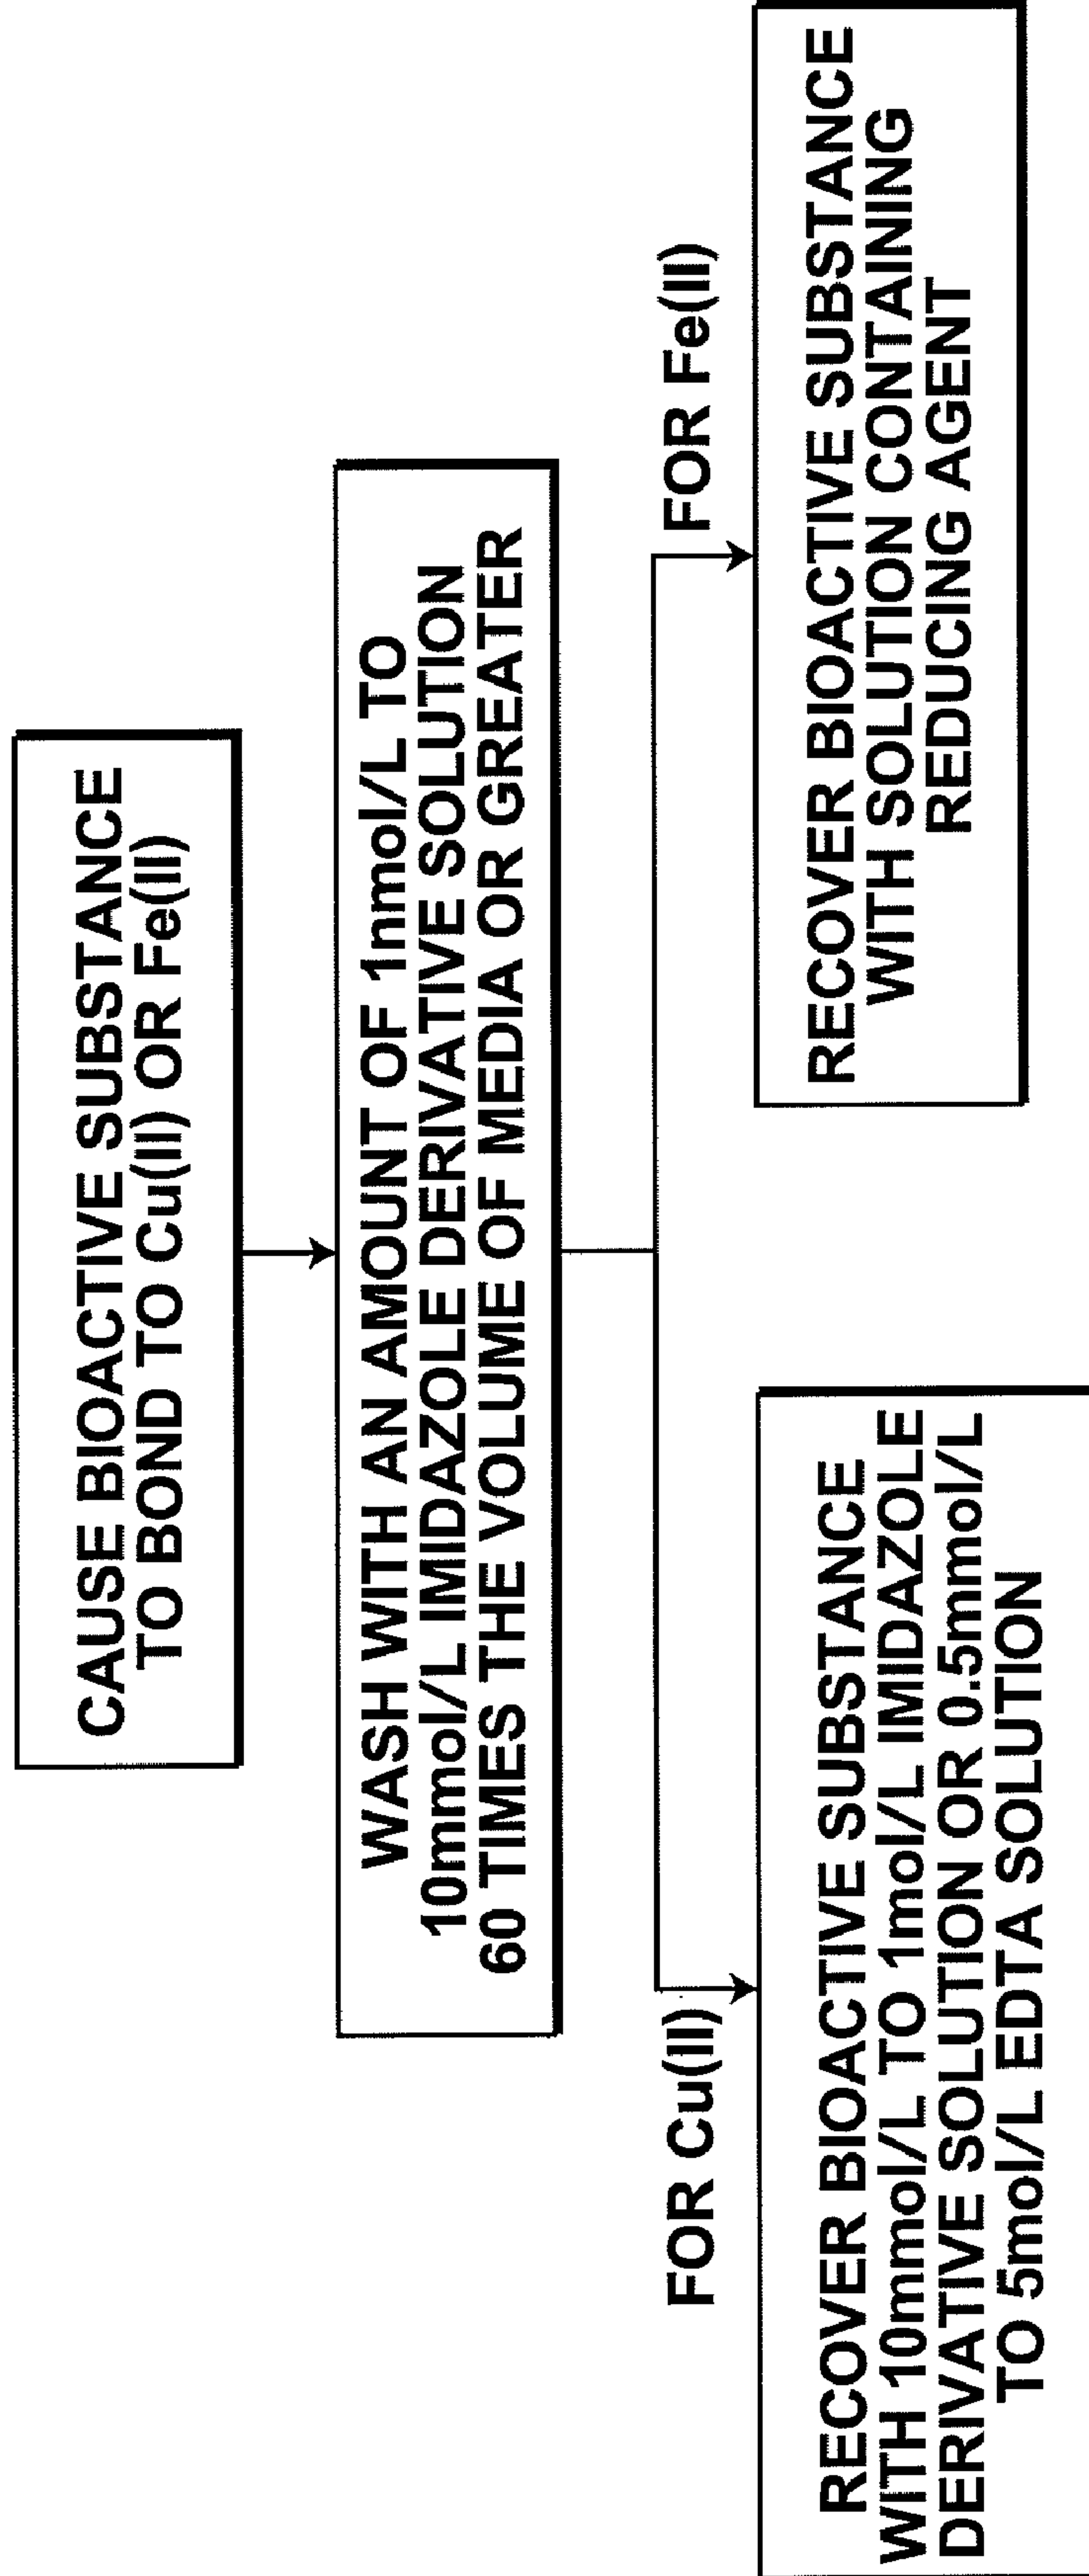 CAUSE BIOACTIVE SUBSTANCE
TO BOND TO Cu(II) OR Fe(II)
WASH WITH AN AMOUNT OF 1nmol/L TO
10mmol/L IMIDAZOLE DERIVATIVE SOLUTION
60 TIMES THE VOLUME OF MEDIA OR GREATER
FOR Cu(II)
FOR Fe(II)
RECOVER BIOACTIVE SUBSTANCE
WITH 10mmol/L TO 1mol/L IMIDAZOLE
DERIVATIVE SOLUTION OR 0.5mmol/L
TO 5mol/L EDTA SOLUTION
RECOVER BIOACTIVE SUBSTANCE
WITH SOLUTION CONTAINING
REDUCING AGENT